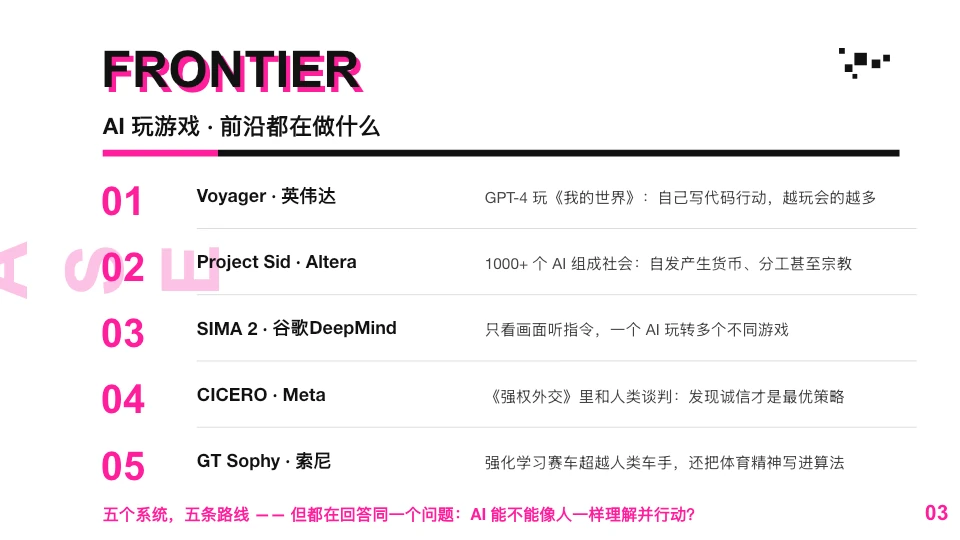 FRONTIER
AI 玩游戏 · 前沿都在做什么
01 Voyager · 英伟达 GPT-4 玩《我的世界》：自己写代码行动，越玩会的越多
A S E
02 Project Sid · Altera 1000+ 个 AI 组成社会：自发产生货币、分工甚至宗教
03 SIMA 2 · 谷歌DeepMind 只看画面听指令，一个 AI 玩转多个不同游戏
04 CICERO · Meta 《强权外交》里和人类谈判：发现诚信才是最优策略
05 GT Sophy · 索尼 强化学习赛车超越人类车手，还把体育精神写进算法
五个系统，五条路线 —— 但都在回答同一个问题：AI 能不能像人一样理解并行动?
03